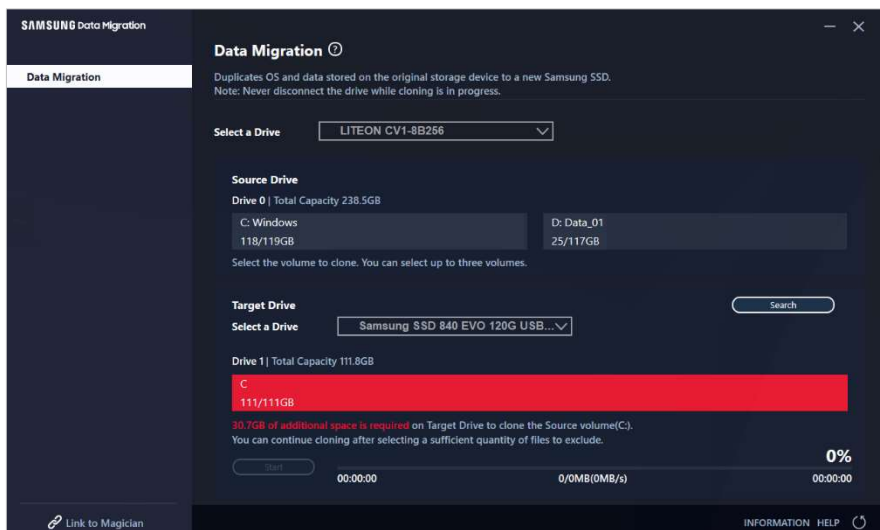 SAMSUNG Data Migration
Data Migration
Data Migration ?
Duplicates OS and data stored on the original storage device to a new Samsung SSD.
Note: Never disconnect the drive while cloning is in progress.
Select a Drive LITEON CV1-8B256
Source Drive
Drive 0 | Total Capacity 238.5GB
C: Windows D: Data_01
118/119GB 25/117GB
Select the volume to clone. You can select up to three volumes.
Target Drive Search
Select a Drive Samsung SSD 840 EVO 120G USB...
Drive 1 | Total Capacity 111.8GB
C
111/111GB
30.7GB of additional space is required on Target Drive to clone the Source volume(C:).
You can continue cloning after selecting a sufficient quantity of files to exclude.
0%
Start
00:00:00 0/0MB(0MB/s) 00:00:00
Link to Magician INFORMATION HELP